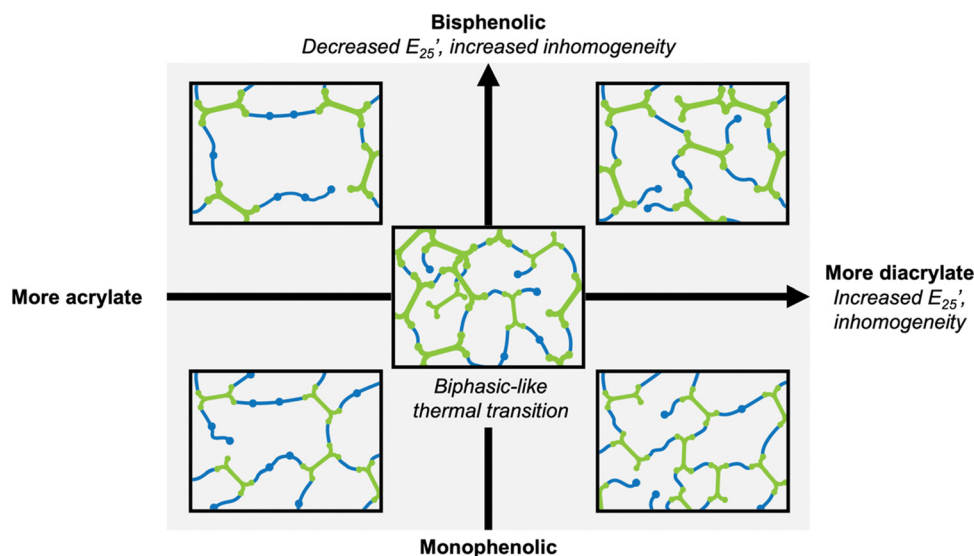 Bisphenolic
Decreased E25', increased inhomogeneity
More acrylate
More diacrylate
Increased E25',
inhomogeneity
Biphasic-like
thermal transition
Monophenolic